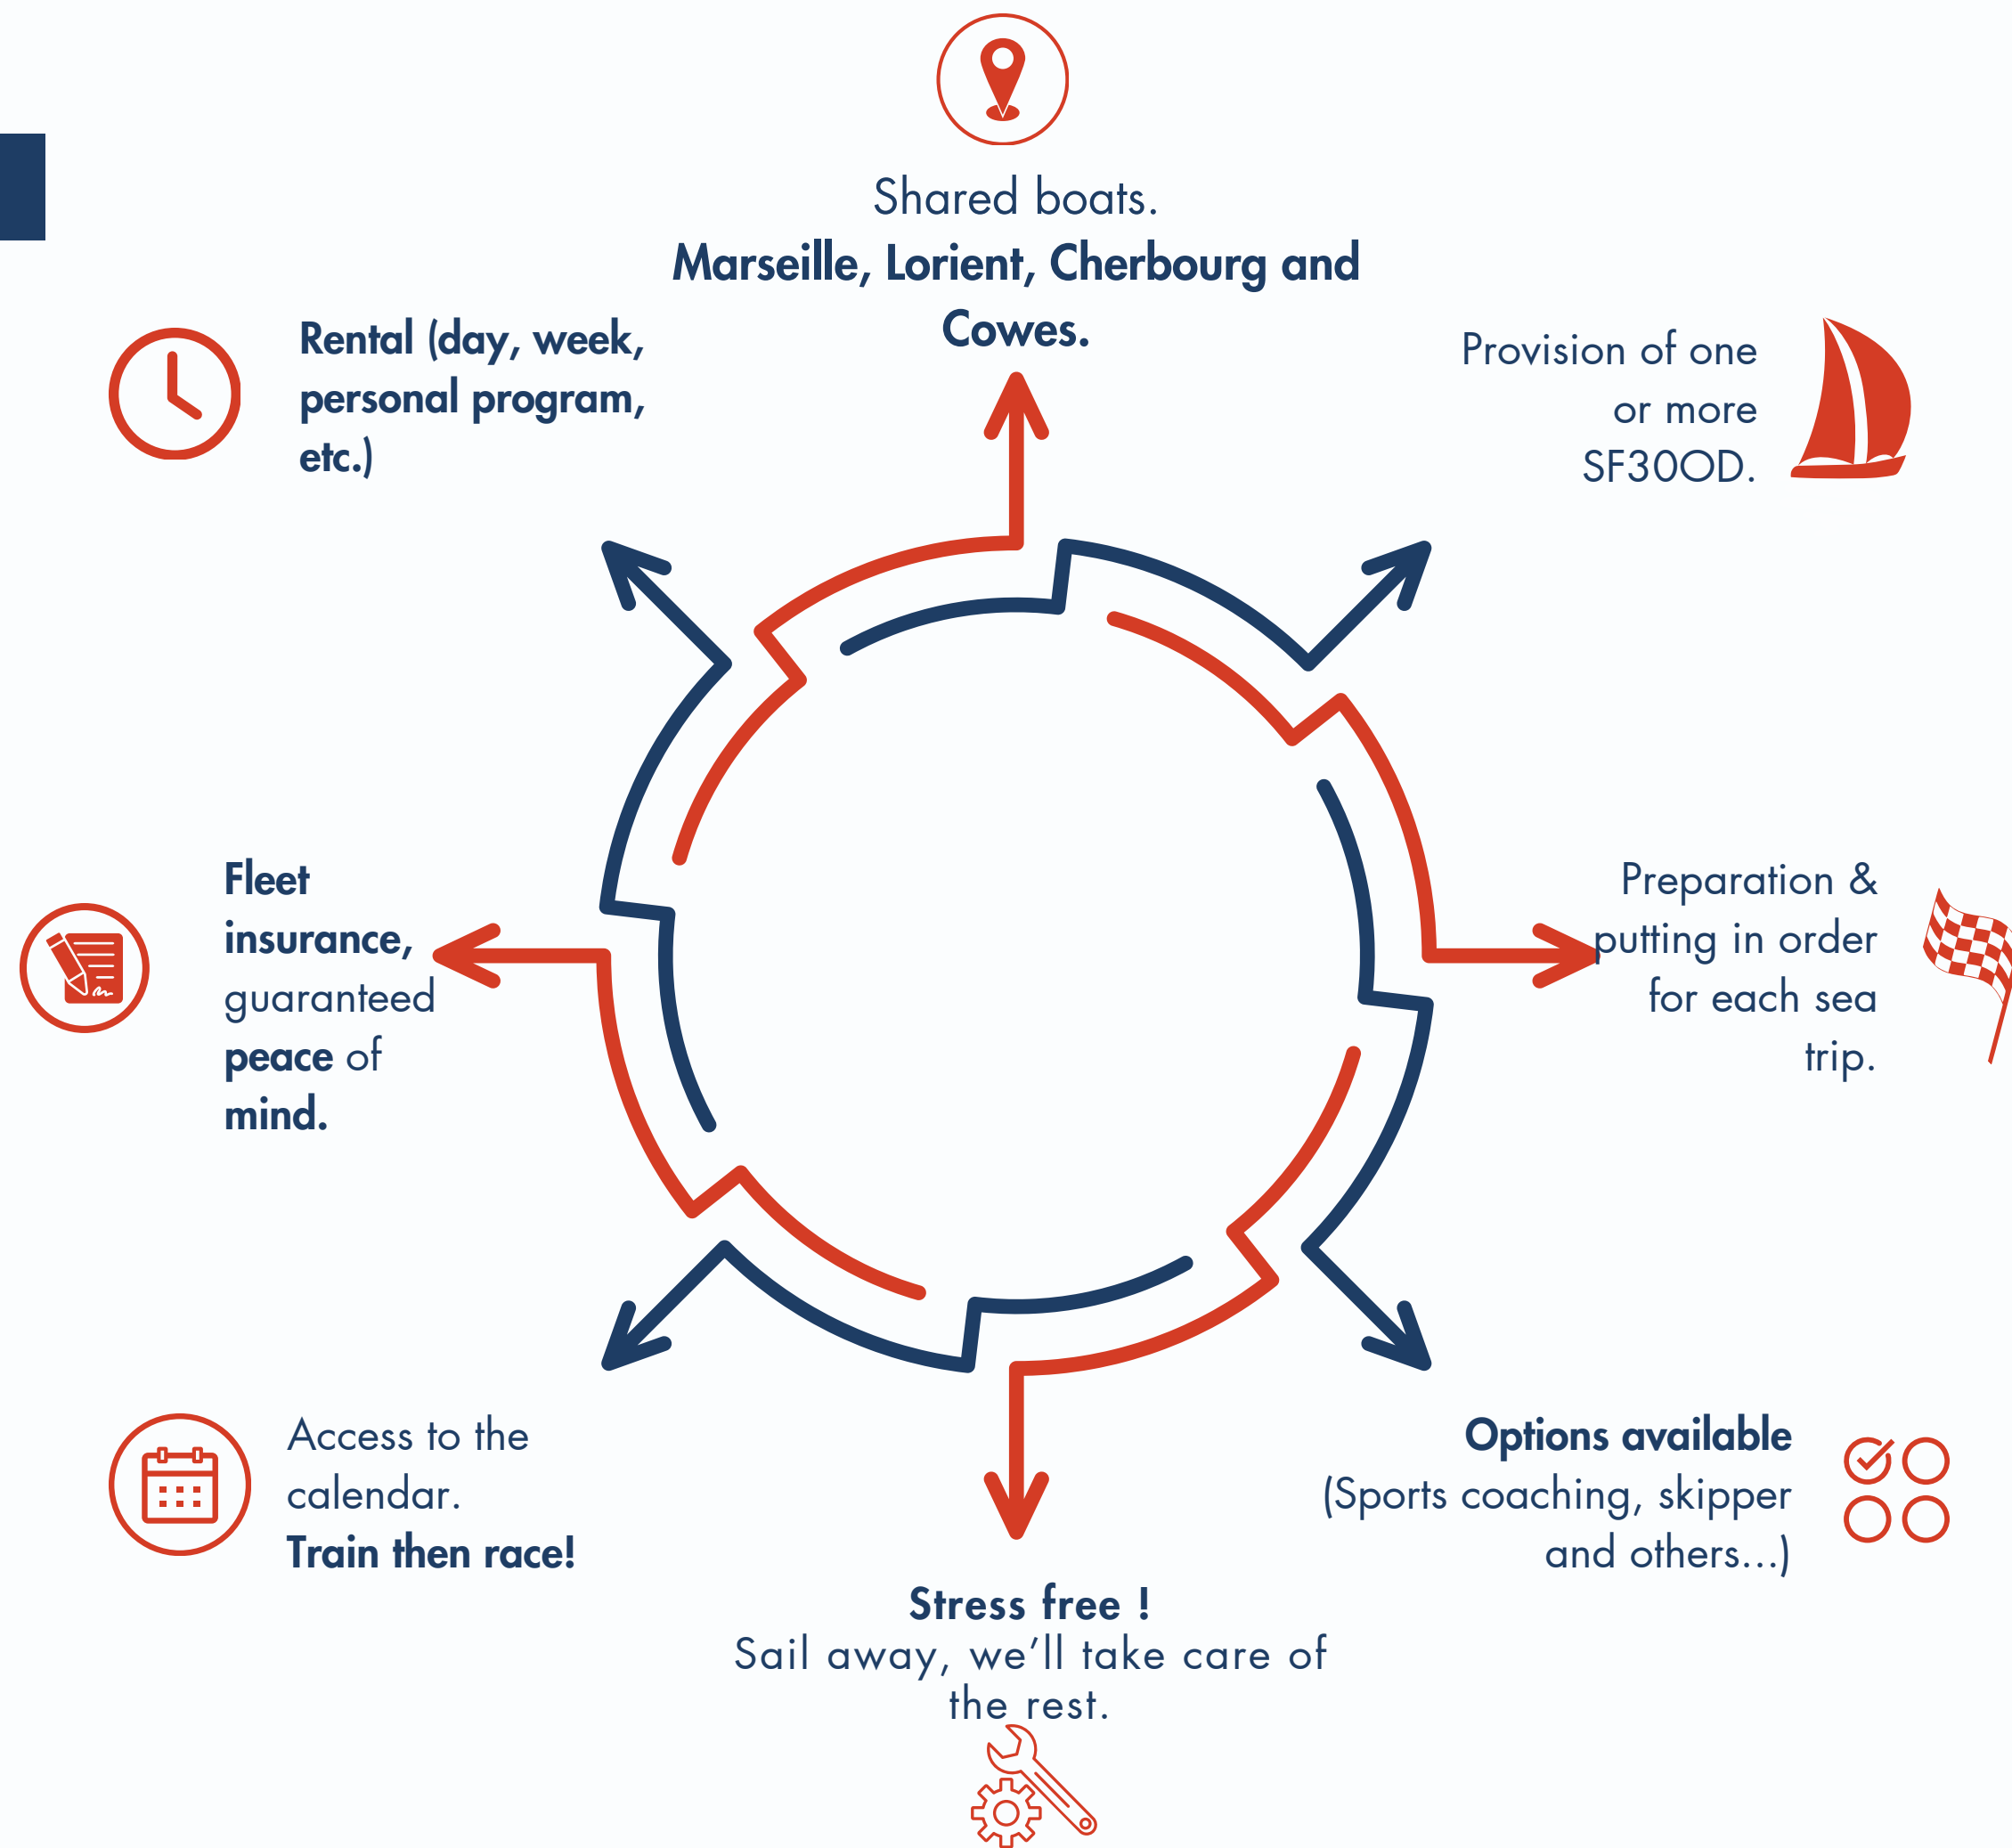 Shared boats.
Marseille, Lorient, Cherbourg and
Cowes.
Rental (day, week,
personal program,
etc.)
Provision of one
or more
SF30OD.
Fleet
insurance,
guaranteed
peace of
mind.
Preparation &
putting in order
for each sea
trip.
Access to the
calendar.
Train then race!
Options available
(Sports coaching, skipper
and others...)
Stress free !
Sail away, we’ll take care of
the rest.